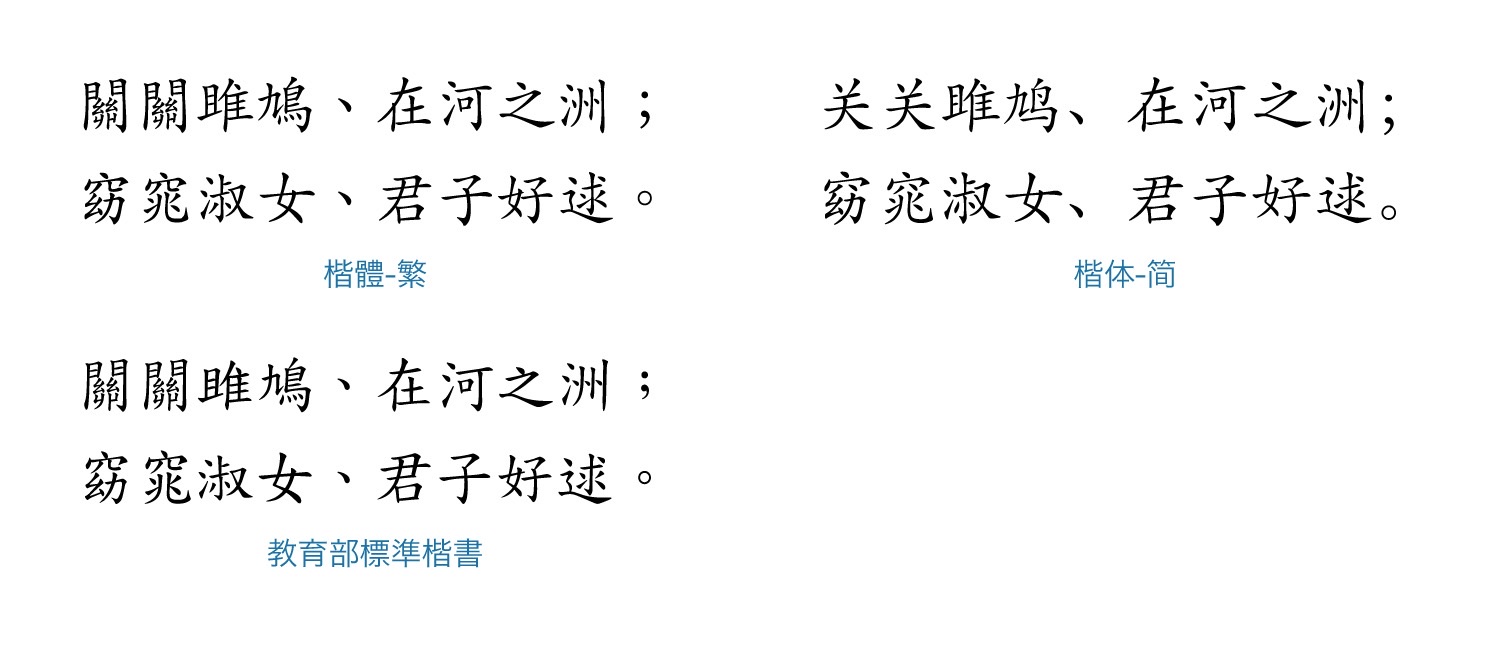 關關雎鳩、在河之洲；
窈窕淑女、君子好逑。
楷體-繁
关关雎鸠、在河之洲；
窈窕淑女、君子好逑。
楷体-简
關關雎鳩、在河之洲；
窈窕淑女、君子好逑。
教育部標準楷書